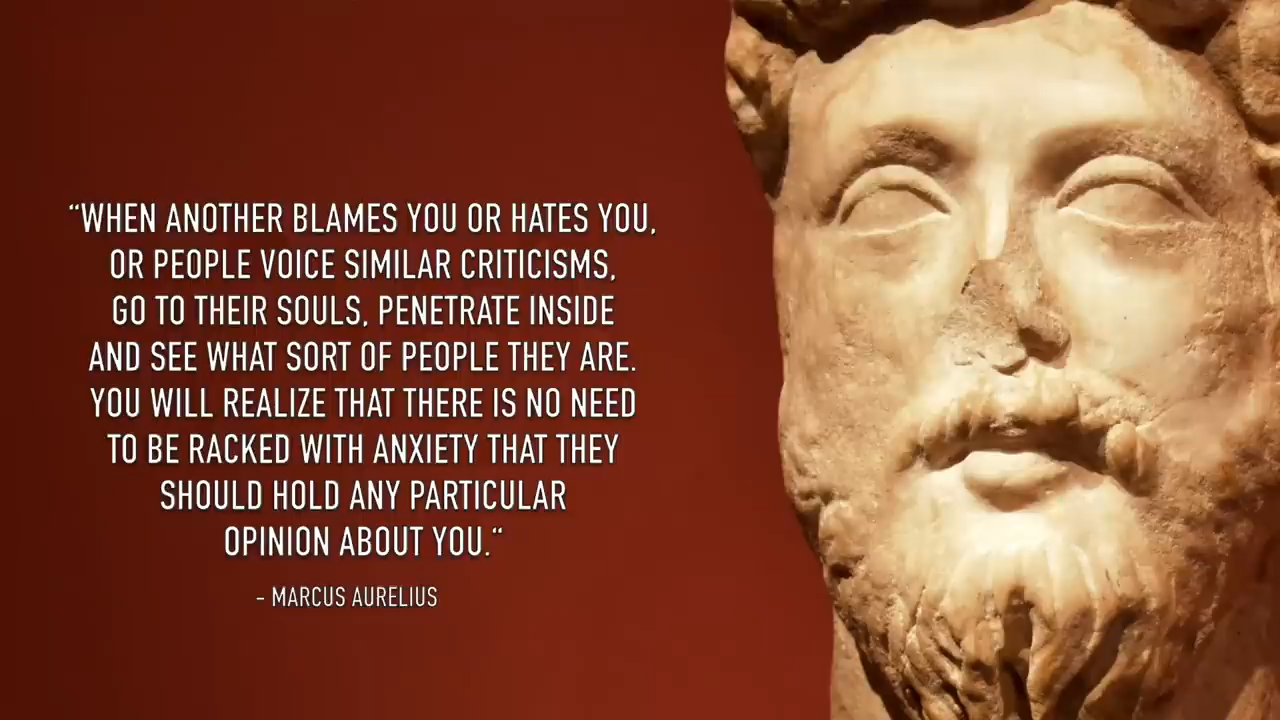 “WHEN ANOTHER BLAMES YOU OR HATES YOU,
OR PEOPLE VOICE SIMILAR CRITICISMS,
GO TO THEIR SOULS, PENETRATE INSIDE
AND SEE WHAT SORT OF PEOPLE THEY ARE.
YOU WILL REALIZE THAT THERE IS NO NEED
TO BE RACKED WITH ANXIETY THAT THEY
SHOULD HOLD ANY PARTICULAR
OPINION ABOUT YOU.“
- MARCUS AURELIUS